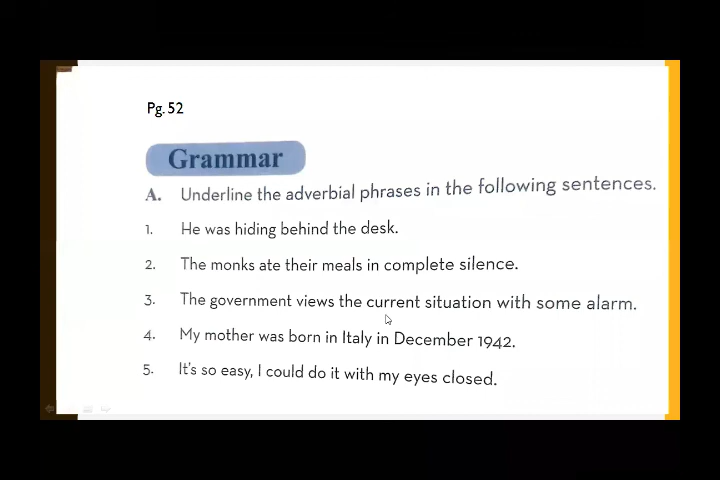 Pg. 52
Grammar
A. Underline the adverbial phrases in the following sentences.
1. He was hiding behind the desk.
2. The monks ate their meals in complete silence.
3. The government views the current situation with some alarm.
4. My mother was born in Italy in December 1942.
5. It's so easy, I could do it with my eyes closed.